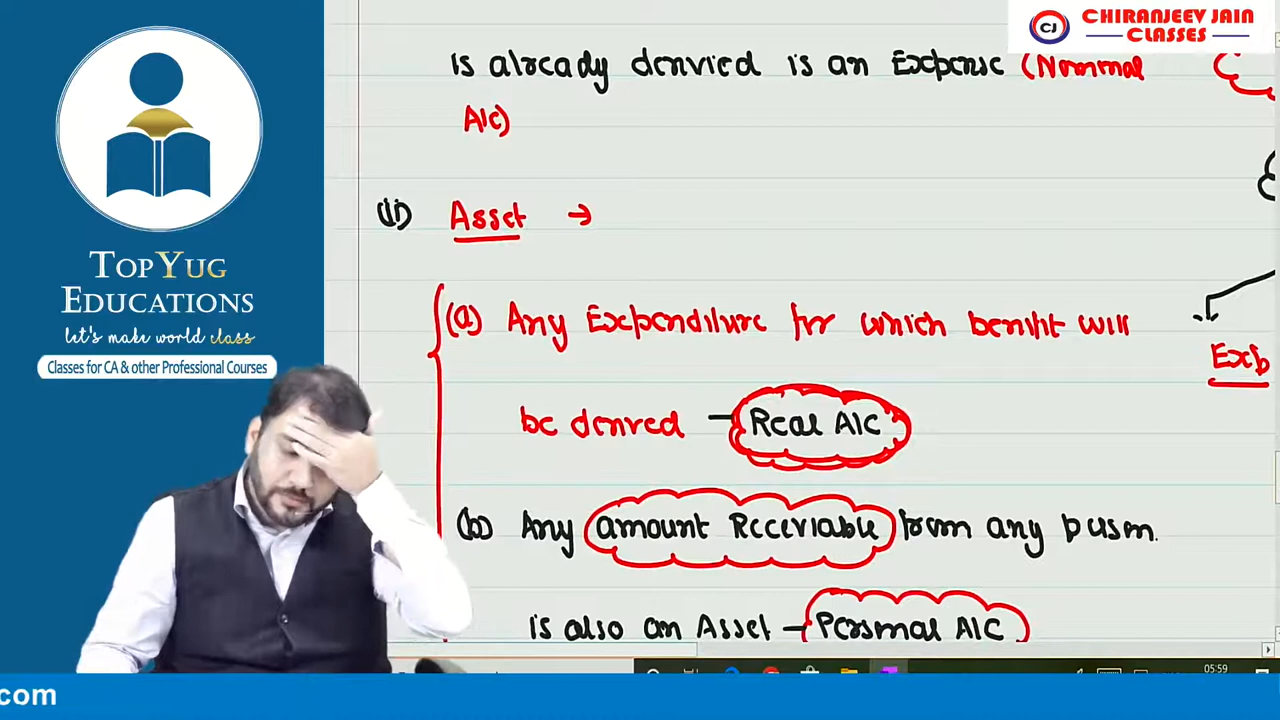 CHIRANJEEV JAIN
CLASSES
CJ
is already derived is an Expense (Nominal
A/c)
(ii) Asset →
(a) Any Expenditure for which benifit will
be derived – Real A/c
Exp
(b) Any amount Receivable from any person.
is also an Asset – Personal A/c
TOPYUG
EDUCATIONS
let's make world class
Classes for CA & other Professional Courses
05:59
com